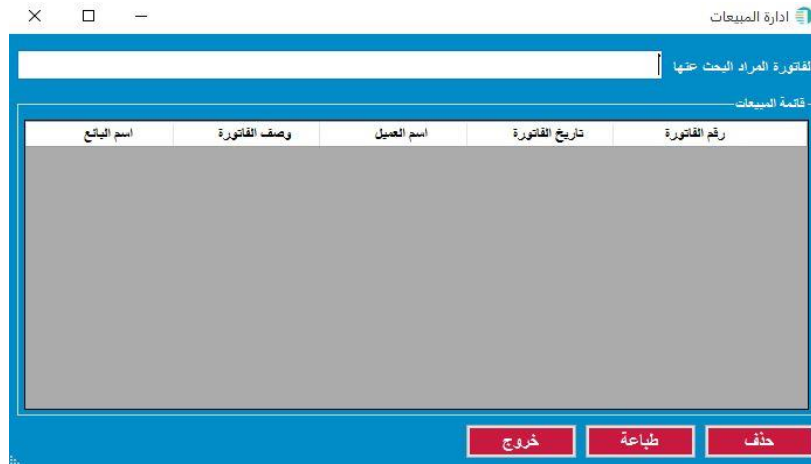 ادارة المبيعات
لفاتورة المراد البحث عنها
قائمة المبيعات
رقم الفاتورة تاريخ الفاتورة اسم العميل وصف الفاتورة اسم البائع
حذف طباعة خروج